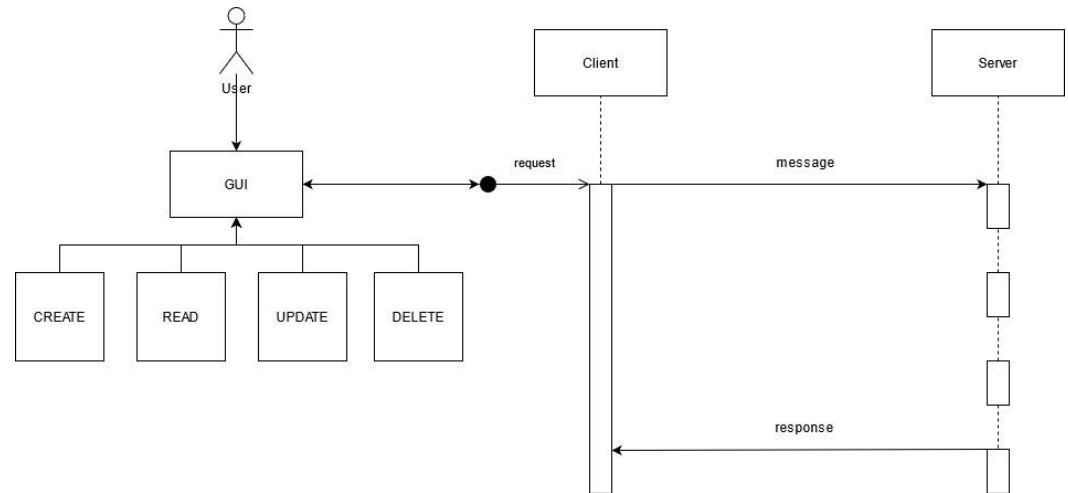 Client
Server
User
request
message
GUI
CREATE
READ
UPDATE
DELETE
response